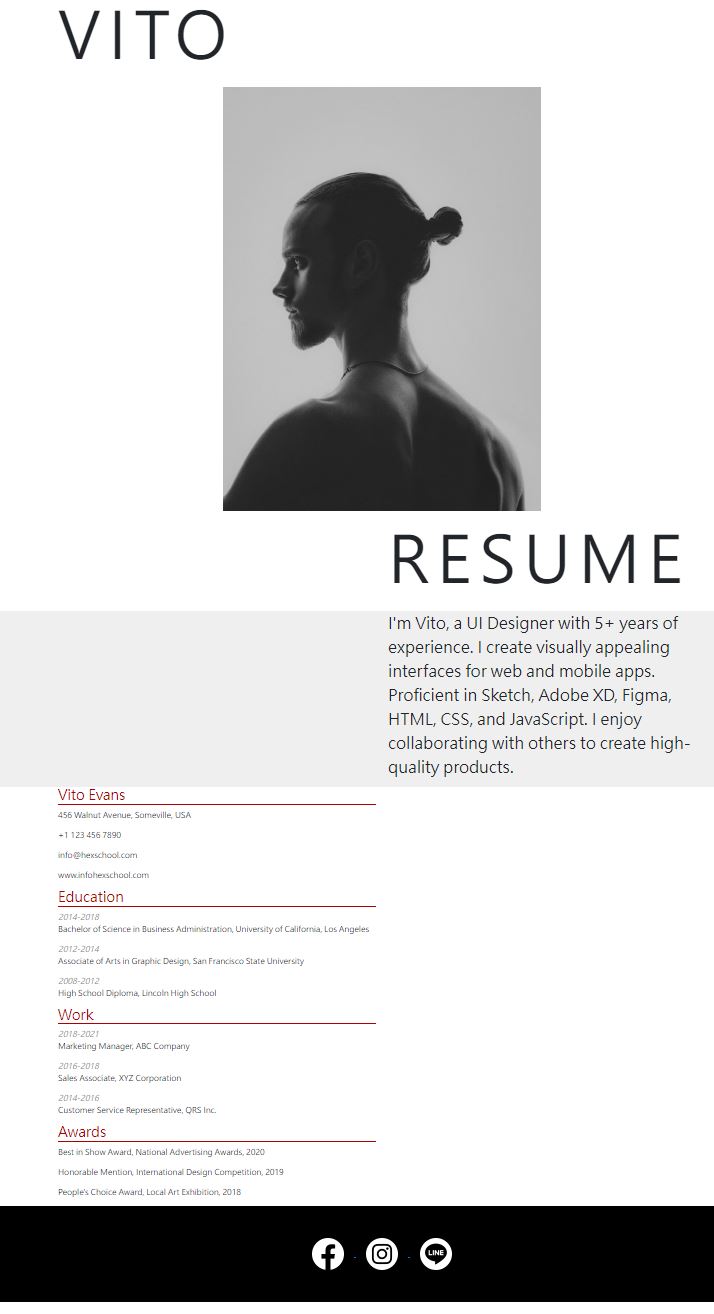 VITO
RESUME
I'm Vito, a UI Designer with 5+ years of
experience. I create visually appealing
interfaces for web and mobile apps.
Proficient in Sketch, Adobe XD, Figma,
HTML, CSS, and JavaScript. I enjoy
collaborating with others to create high-
quality products.
Vito Evans
456 Walnut Avenue, Someville, USA
+1 123 456 7890
info@hexschool.com
www.infohexschool.com
Education
2014-2018
Bachelor of Science in Business Administration, University of California, Los Angeles
2012-2014
Associate of Arts in Graphic Design, San Francisco State University
2008-2012
High School Diploma, Lincoln High School
Work
2018-2021
Marketing Manager, ABC Company
2016-2018
Sales Associate, XYZ Corporation
2014-2016
Customer Service Representative, QRS Inc.
Awards
Best in Show Award, National Advertising Awards, 2020
Honorable Mention, International Design Competition, 2019
People's Choice Award, Local Art Exhibition, 2018
LINE